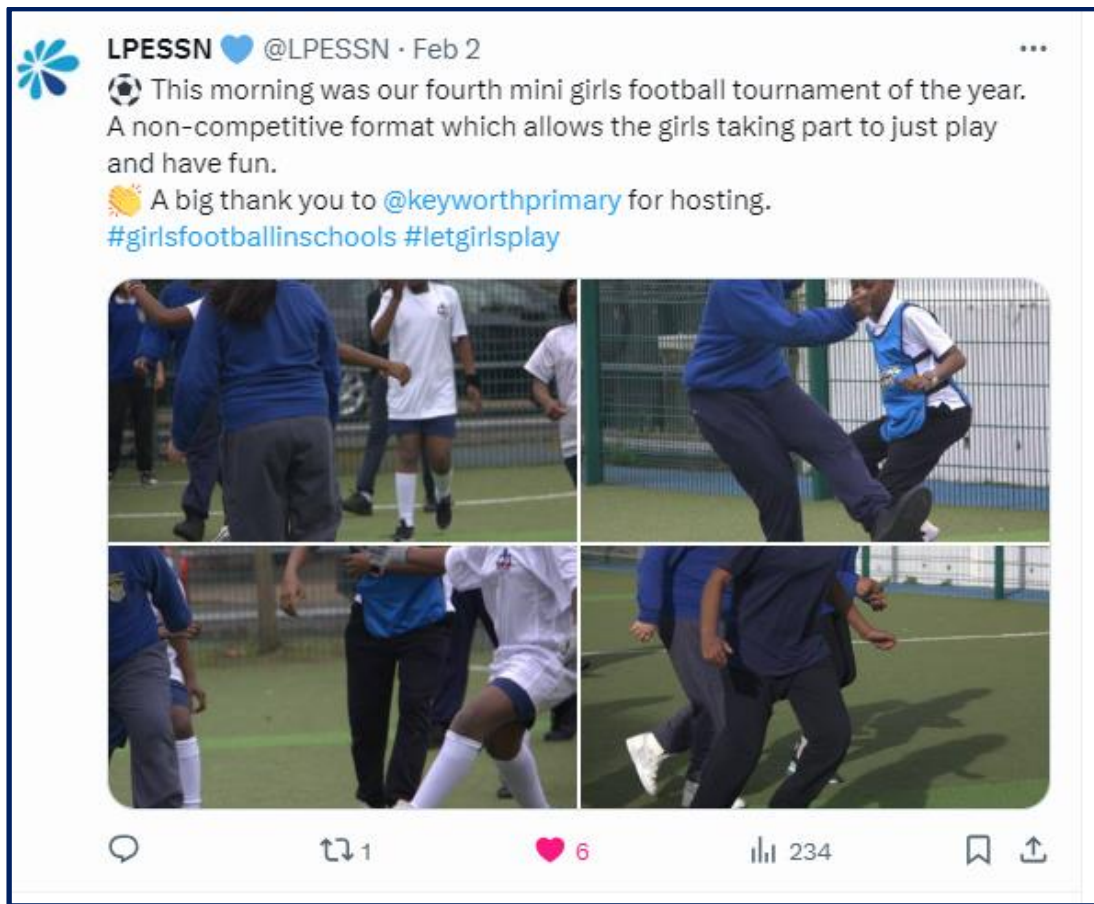 LPESSN 💙 @LPESSN · Feb 2
⚽ This morning was our fourth mini girls football tournament of the year.
A non-competitive format which allows the girls taking part to just play
and have fun.
👏 A big thank you to @keyworthprimary for hosting.
#girlsfootballinschools #letgirlsplay
1 6 234